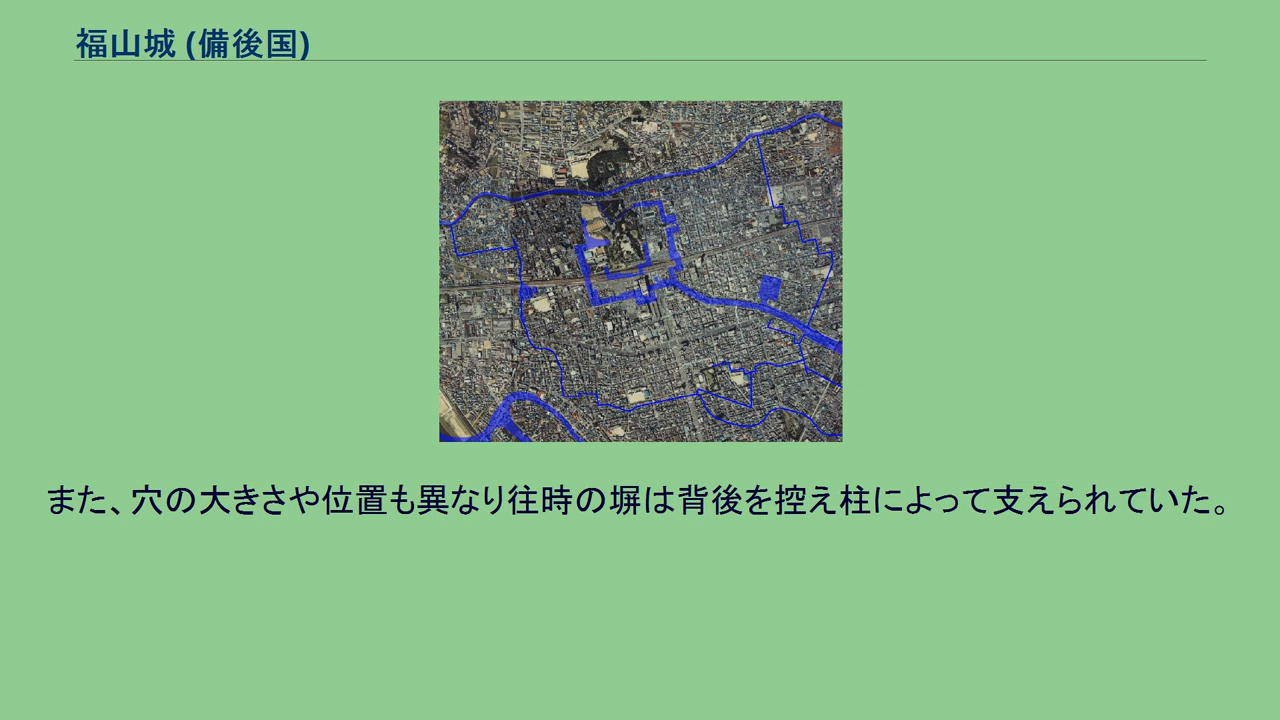 福山城 (備後国)
また、穴の大きさや位置も異なり往時の塀は背後を控え柱によって支えられていた。